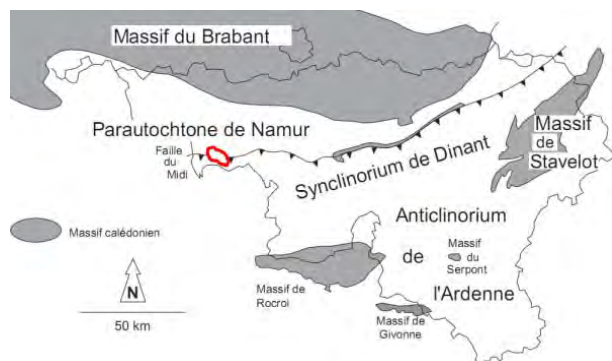 Massif du Brabant
Parautochtone de Namur
Faille
du
Midi
Synclinorium de Dinant
Massif
de
Stavelot
Massif calédonien
Anticlinorium
de
l'Ardenne
Massif
du
Serpont
N
50 km
Massif de
Rocroi
Massif de
Givonne